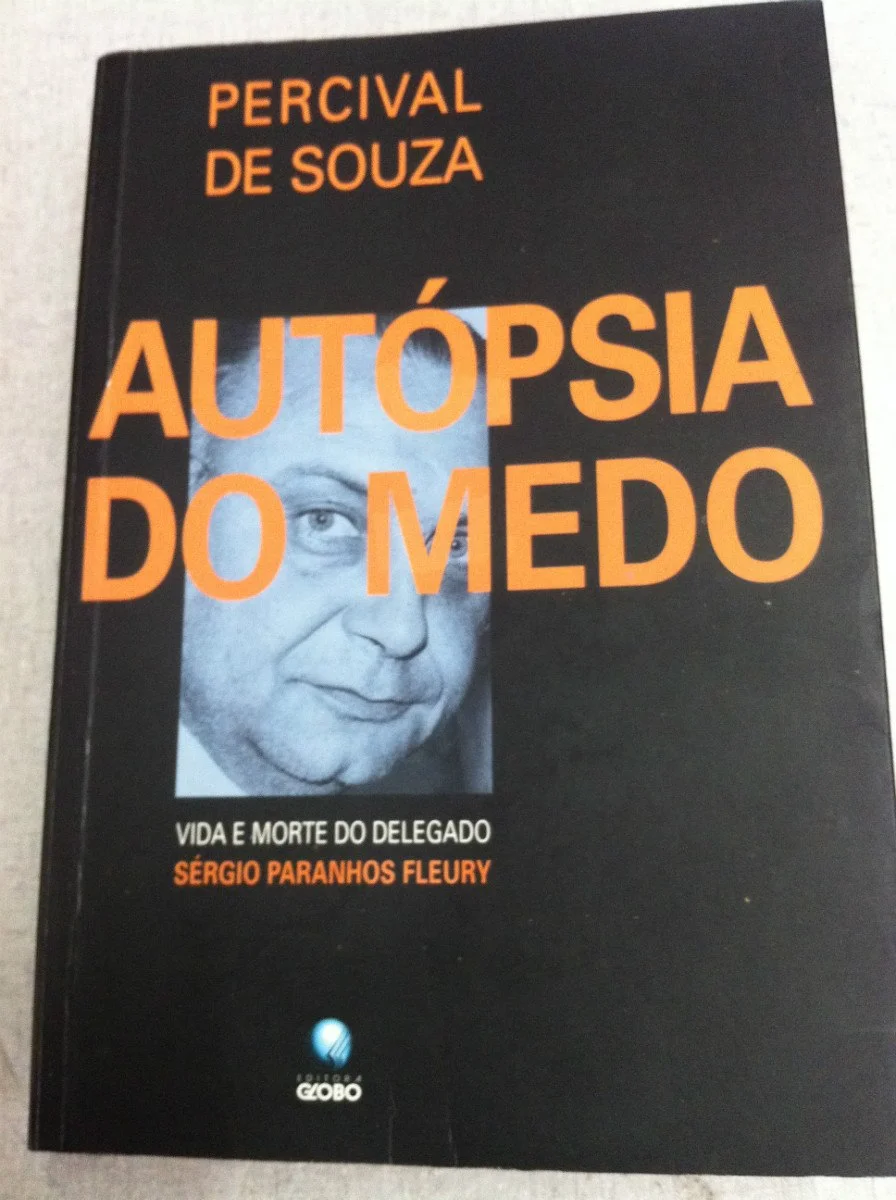 PERCIVAL
DE SOUZA
AUTÓPSIA
DO MEDO
VIDA E MORTE DO DELEGADO
SÉRGIO PARANHOS FLEURY
EDITORA
GLOBO